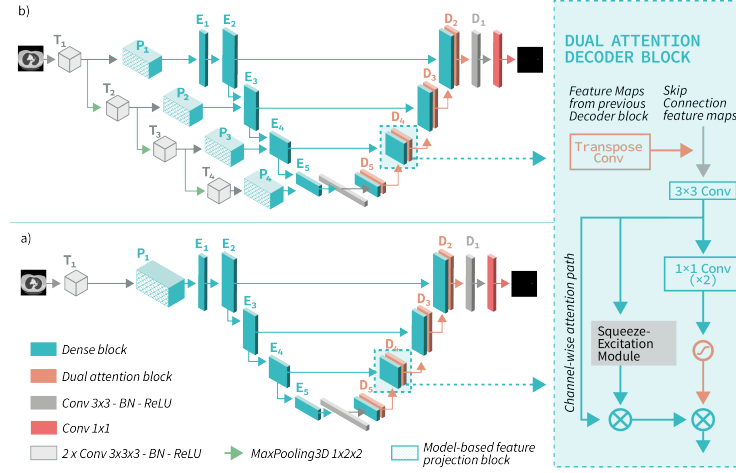 b)
T1
P1
E1
E2
D2
D1
T2
P2
E3
D3
T3
P3
E4
D4
T4
P4
E5
D5
a)
T1
P1
E1
E2
D2
D1
E3
D3
E4
D4
E5
D5
Dense block
Dual attention block
Conv 3x3 - BN - ReLU
Conv 1x1
2 x Conv 3x3x3 - BN - ReLU
MaxPooling3D 1x2x2
Model-based feature
projection block
DUAL ATTENTION
DECODER BLOCK
Feature Maps
from previous
Decoder block
Skip
Connection
feature maps
Transpose
Conv
3×3 Conv
1×1 Conv
(×2)
Channel-wise attention path
Squeeze-
Excitation
Module